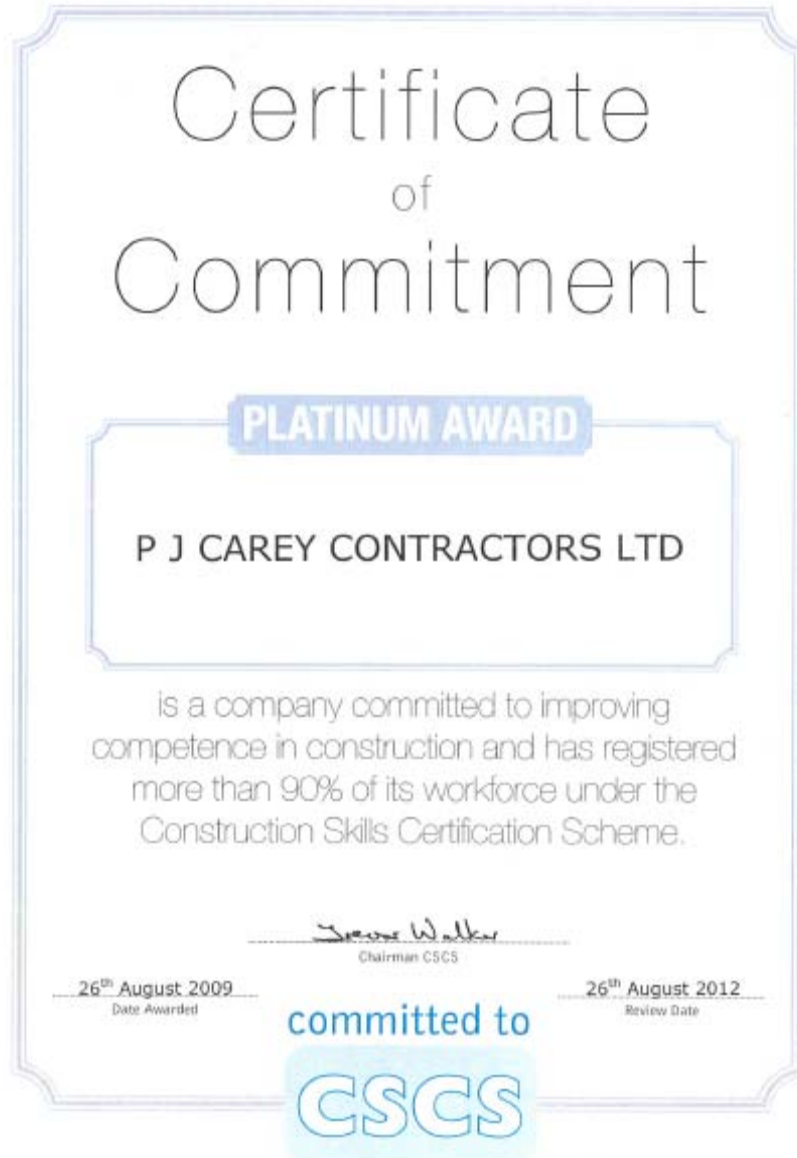 Certificate
of
Commitment
PLATINUM AWARD
P J CAREY CONTRACTORS LTD
is a company committed to improving
competence in construction and has registered
more than 90% of its workforce under the
Construction Skills Certification Scheme.
Trevor Walker
Chairman CSCS
26th August 2009
Date Awarded
26th August 2012
Review Date
committed to
CSCS